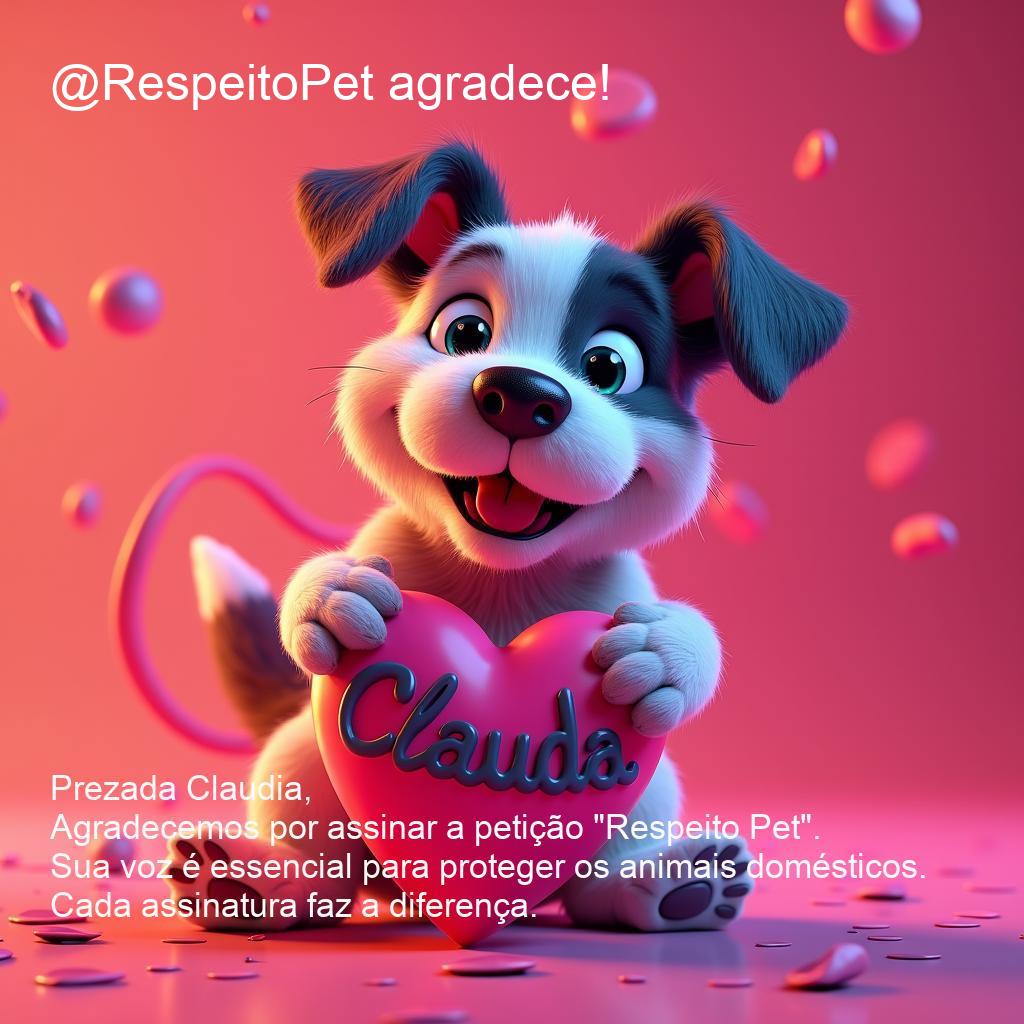 @RespeitoPet agradece!
Clauda
Prezada Claudia,
Agradecemos por assinar a petição "Respeito Pet".
Sua voz é essencial para proteger os animais domésticos.
Cada assinatura faz a diferença.